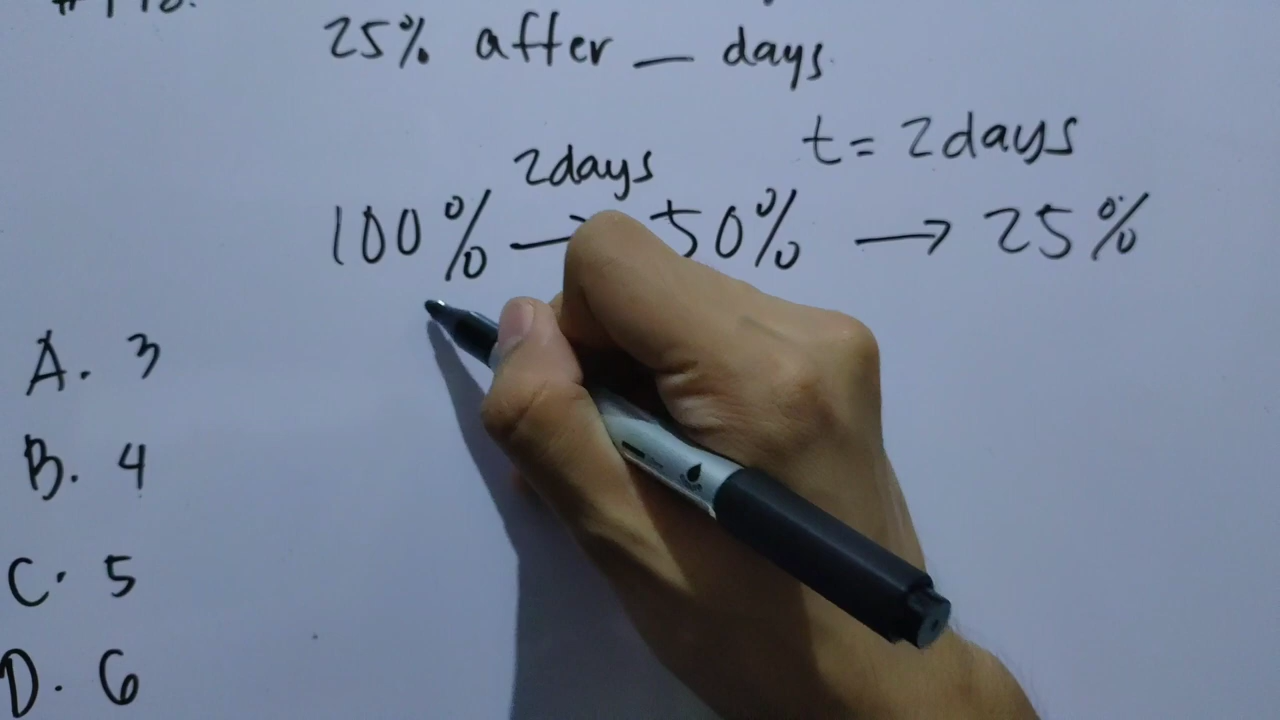 25% after _ days.
t = 2days
2days
100% → 50% → 25%
A. 3
B. 4
C. 5
D. 6